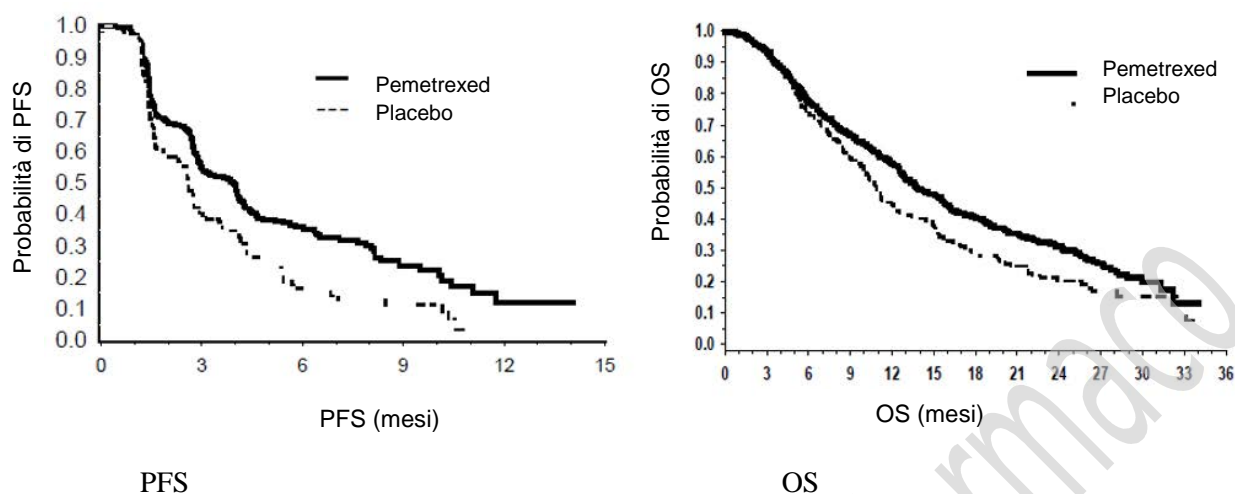 Probabilità di PFS
1.0
0.9
0.8
0.7
0.6
0.5
0.4
0.3
0.2
0.1
0.0
Pemetrexed
Placebo
0 3 6 9 12 15
PFS (mesi)
PFS
Probabilità di OS
1.0
0.9
0.8
0.7
0.6
0.5
0.4
0.3
0.2
0.1
0.0
Pemetrexed
Placebo
0 3 6 9 12 15 18 21 24 27 30 33 36
OS (mesi)
OS
rmaco